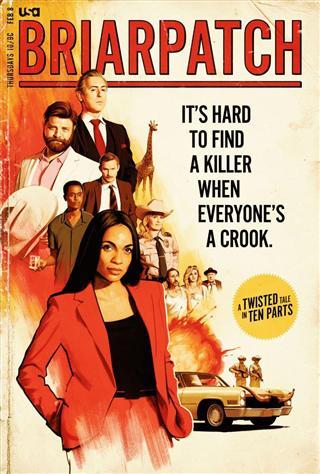 usa
THURSDAYS 10/9C FEB 6
BRIARPATCH
IT'S HARD
TO FIND
A KILLER
WHEN
EVERYONE'S
A CROOK.
A TWISTED TALE
IN TEN PARTS